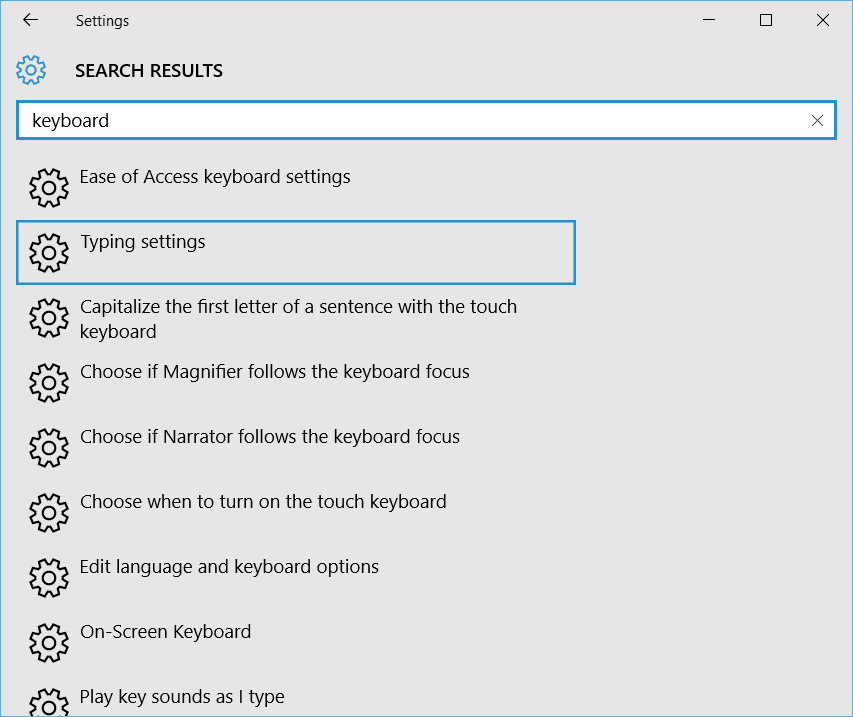 Settings
SEARCH RESULTS
keyboard
Ease of Access keyboard settings
Typing settings
Capitalize the first letter of a sentence with the touch
keyboard
Choose if Magnifier follows the keyboard focus
Choose if Narrator follows the keyboard focus
Choose when to turn on the touch keyboard
Edit language and keyboard options
On-Screen Keyboard
Play key sounds as I type